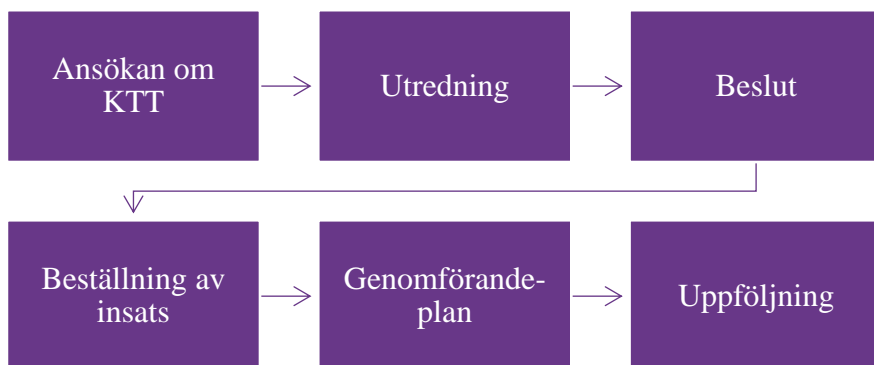 Ansökan om
KTT
Utredning
Beslut
Beställning av
insats
Genomförande-
plan
Uppföljning